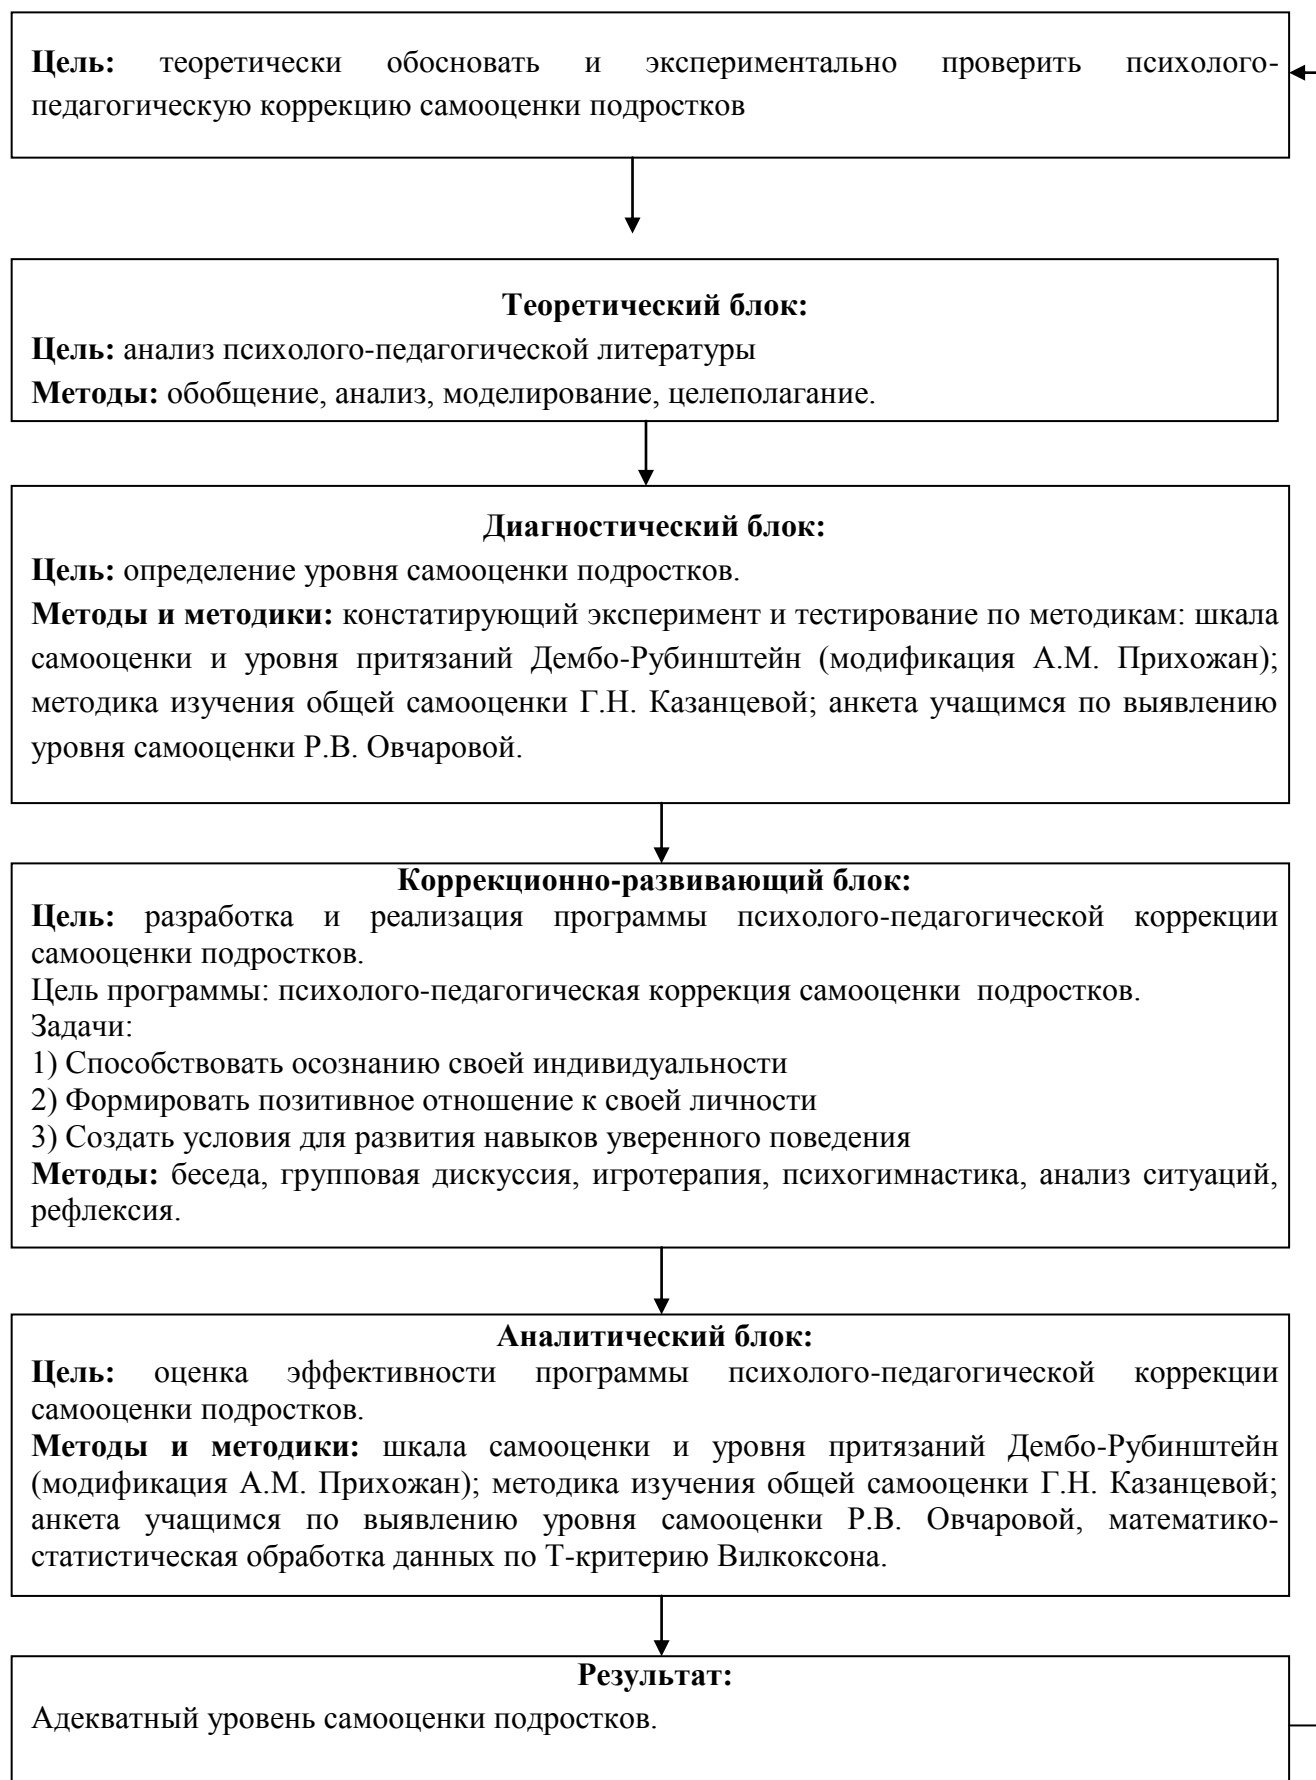 Цель: теоретически обосновать и экспериментально проверить психолого-
педагогическую коррекцию самооценки подростков
Теоретический блок:
Цель: анализ психолого-педагогической литературы
Методы: обобщение, анализ, моделирование, целеполагание.
Диагностический блок:
Цель: определение уровня самооценки подростков.
Методы и методики: констатирующий эксперимент и тестирование по методикам: шкала
самооценки и уровня притязаний Дембо-Рубинштейн (модификация А.М. Прихожан);
методика изучения общей самооценки Г.Н. Казанцевой; анкета учащимся по выявлению
уровня самооценки Р.В. Овчаровой.
Коррекционно-развивающий блок:
Цель: разработка и реализация программы психолого-педагогической коррекции
самооценки подростков.
Цель программы: психолого-педагогическая коррекция самооценки подростков.
Задачи:
1) Способствовать осознанию своей индивидуальности
2) Формировать позитивное отношение к своей личности
3) Создать условия для развития навыков уверенного поведения
Методы: беседа, групповая дискуссия, игротерапия, психогимнастика, анализ ситуаций,
рефлексия.
Аналитический блок:
Цель: оценка эффективности программы психолого-педагогической коррекции
самооценки подростков.
Методы и методики: шкала самооценки и уровня притязаний Дембо-Рубинштейн
(модификация А.М. Прихожан); методика изучения общей самооценки Г.Н. Казанцевой;
анкета учащимся по выявлению уровня самооценки Р.В. Овчаровой, математико-
статистическая обработка данных по Т-критерию Вилкоксона.
Результат:
Адекватный уровень самооценки подростков.